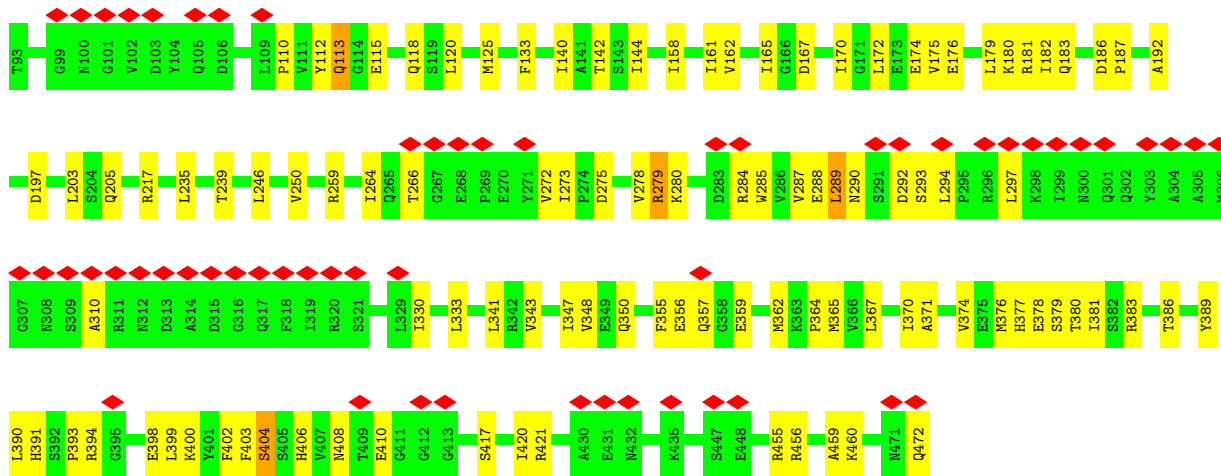 T93 G99 N100 G101 V102 D103 Y104 Q105 D106 L109 P110 V111 Y112 Q113 G114 E115 Q118 S119 L120 M125 F133 I140 A141 T142 S143 I144 I158 I161 V162 I165 G166 D167 I170 G171 L172 E173 E174 V175 E176 L179 K180 R181 I182 Q183 D186 P187 A192
D197 L203 S204 Q205 R217 L235 T239 L246 V250 R259 I264 Q265 T266 G267 E268 P269 E270 Y271 V272 I273 P274 D275 V278 R279 K280 D283 R284 W285 V286 V287 E288 L289 N290 S291 D292 S293 L294 P295 R296 L297 K298 I299 N300 Q301 Q302 Y303 A304 A305
G307 N308 S309 A310 R311 N312 D313 A314 D315 G316 Q317 F318 I319 R320 S321 L329 I330 L333 L341 R342 V343 I347 V348 E349 Q350 F355 E356 Q357 G358 E359 M362 K363 P364 M365 V366 L367 I370 A371 V374 E375 M376 H377 E378 S379 T380 I381 S382 R383 T386 Y389
L390 H391 S392 P393 R394 G395 E398 L399 K400 Y401 F402 F403 S404 S405 H406 V407 N408 T409 E410 G411 G412 G413 S417 I420 R421 A430 E431 N432 K435 S447 E448 R455 R456 A459 K460 N471 Q472